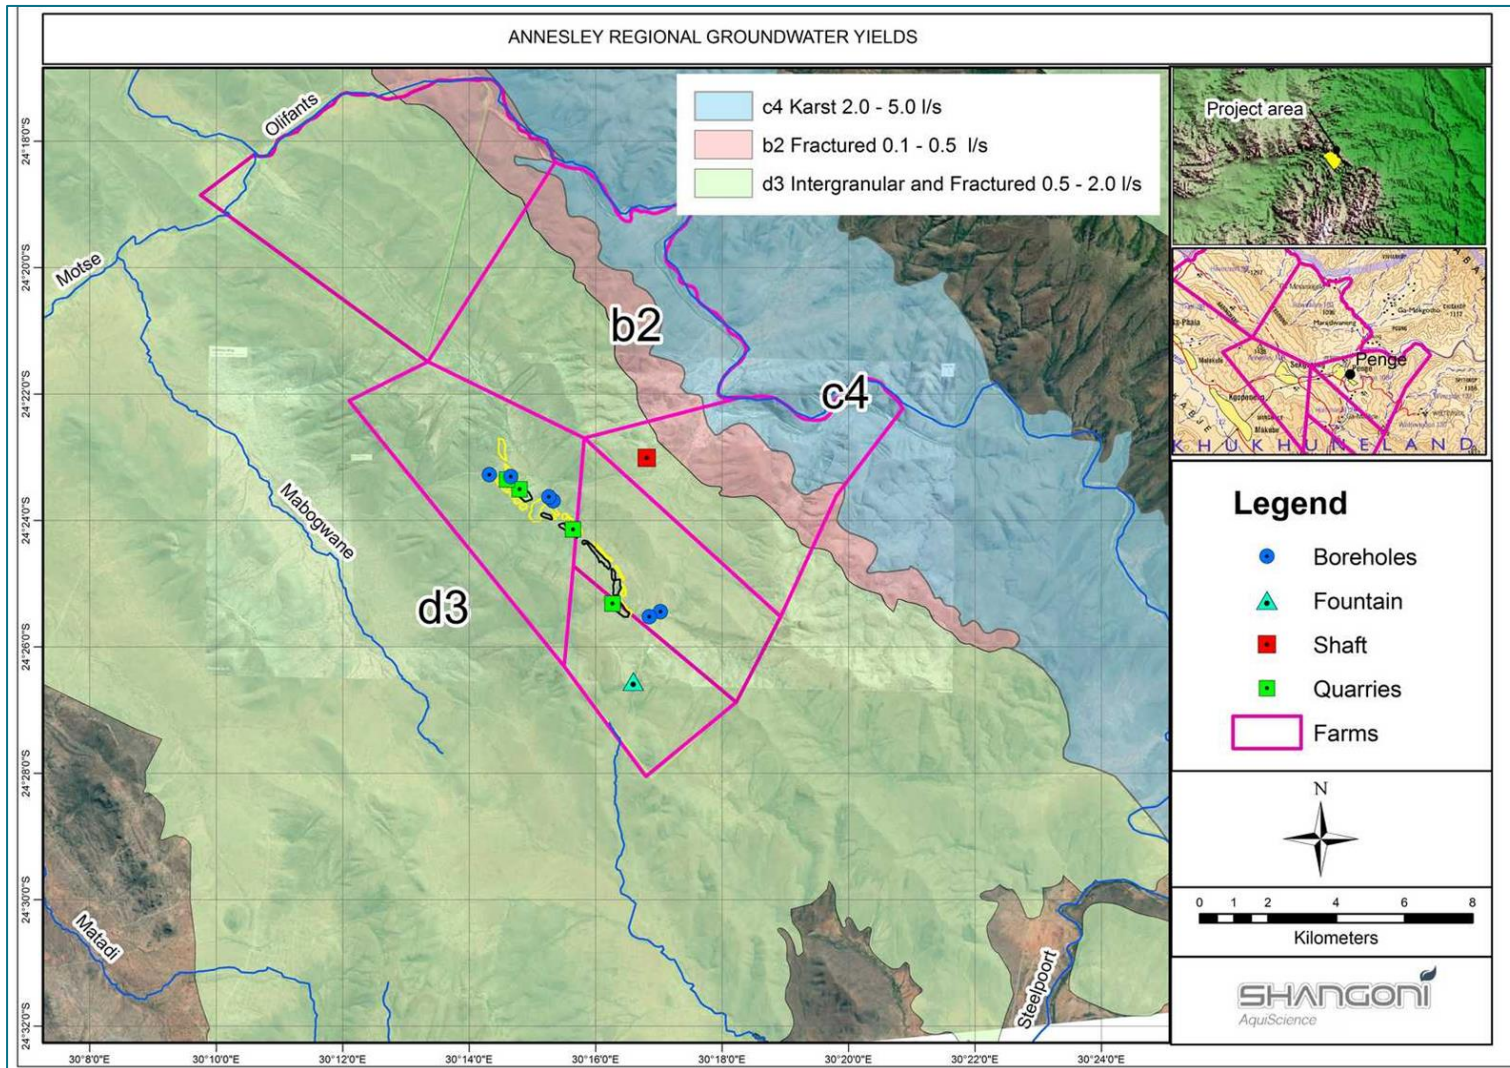 ANNESLEY REGIONAL GROUNDWATER YIELDS
c4 Karst 2.0 - 5.0 l/s
b2 Fractured 0.1 - 0.5 l/s
d3 Intergranular and Fractured 0.5 - 2.0 l/s
Olifants
Motse
Mabogwane
Matadi
Steelpoort
b2
c4
d3
24°18'0"S
24°20'0"S
24°22'0"S
24°24'0"S
24°26'0"S
24°28'0"S
24°30'0"S
24°32'0"S
30°8'0"E
30°10'0"E
30°12'0"E
30°14'0"E
30°16'0"E
30°18'0"E
30°20'0"E
30°22'0"E
30°24'0"E
Project area
Penge
KHUKHUNELAND
Legend
Boreholes
Fountain
Shaft
Quarries
Farms
N
0 1 2 4 6 8
Kilometers
SHANGONI
AquiScience